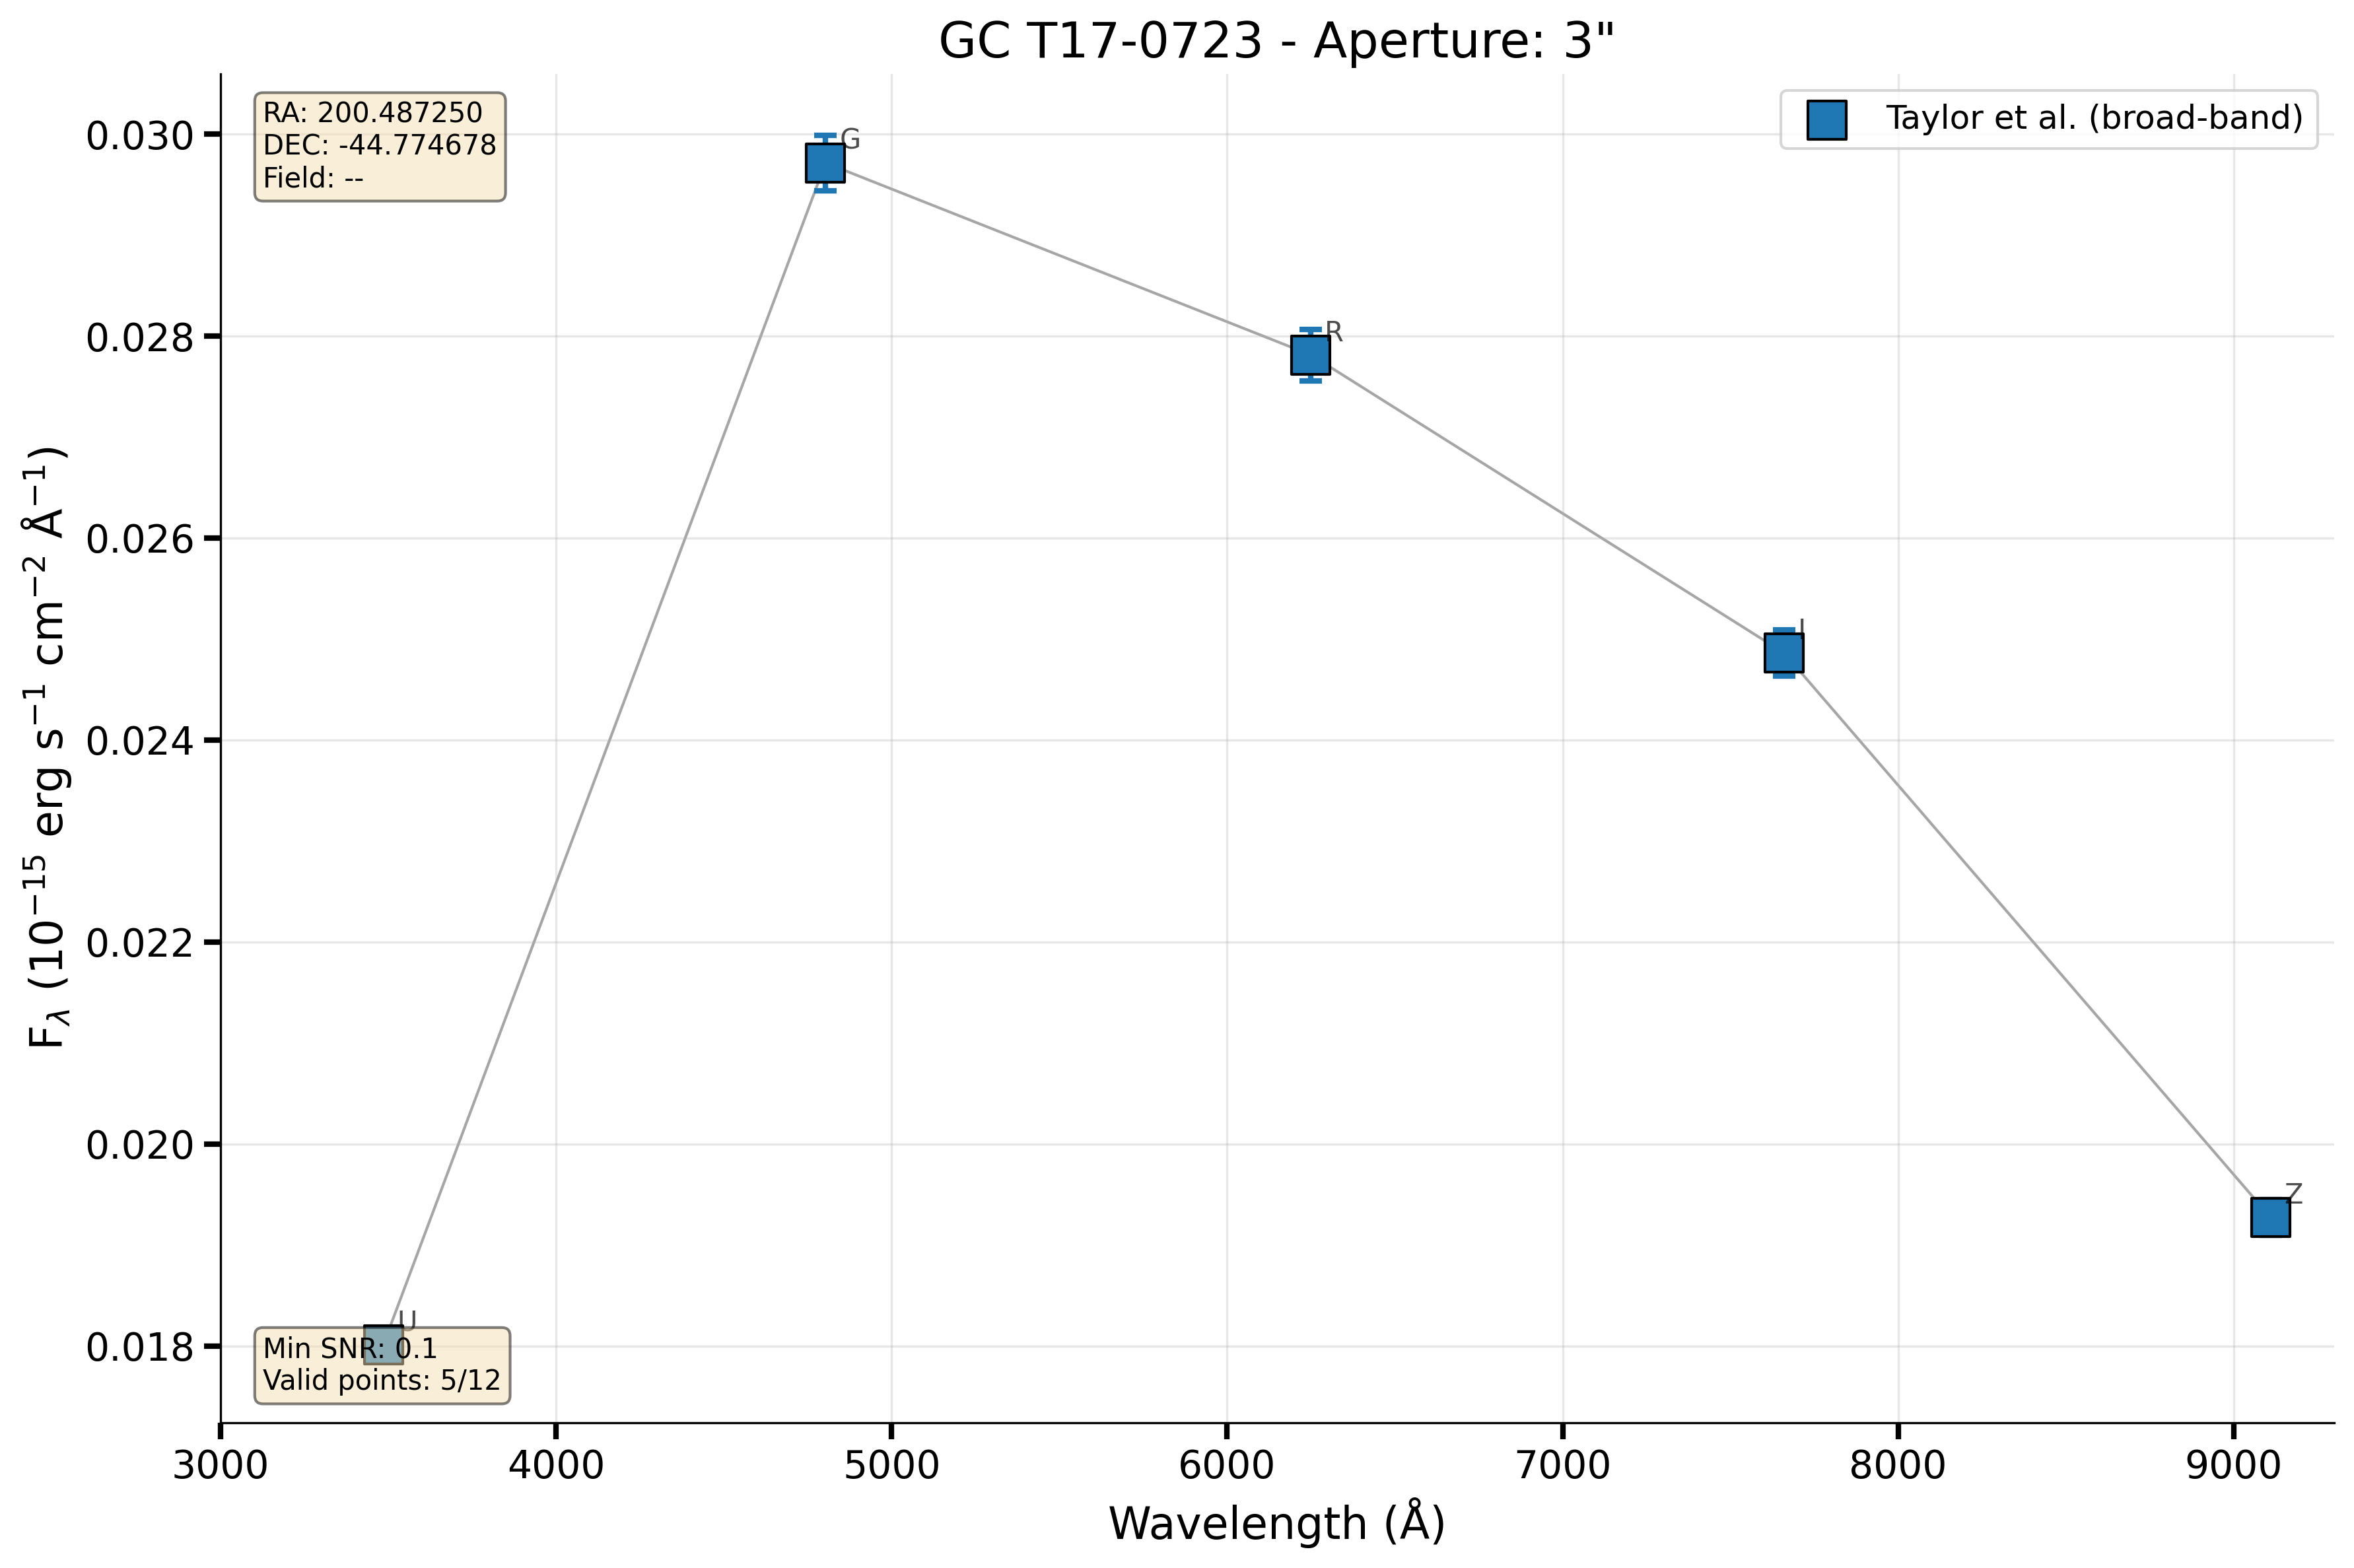 GC T17-0723 - Aperture: 3"
RA: 200.487250
DEC: -44.774678
Field: --
Taylor et al. (broad-band)
G
R
I
Z
U
Min SNR: 0.1
Valid points: 5/12
0.030
0.028
0.026
0.024
0.022
0.020
0.018
F_λ (10⁻¹⁵ erg s⁻¹ cm⁻² Å⁻¹)
3000 4000 5000 6000 7000 8000 9000
Wavelength (Å)